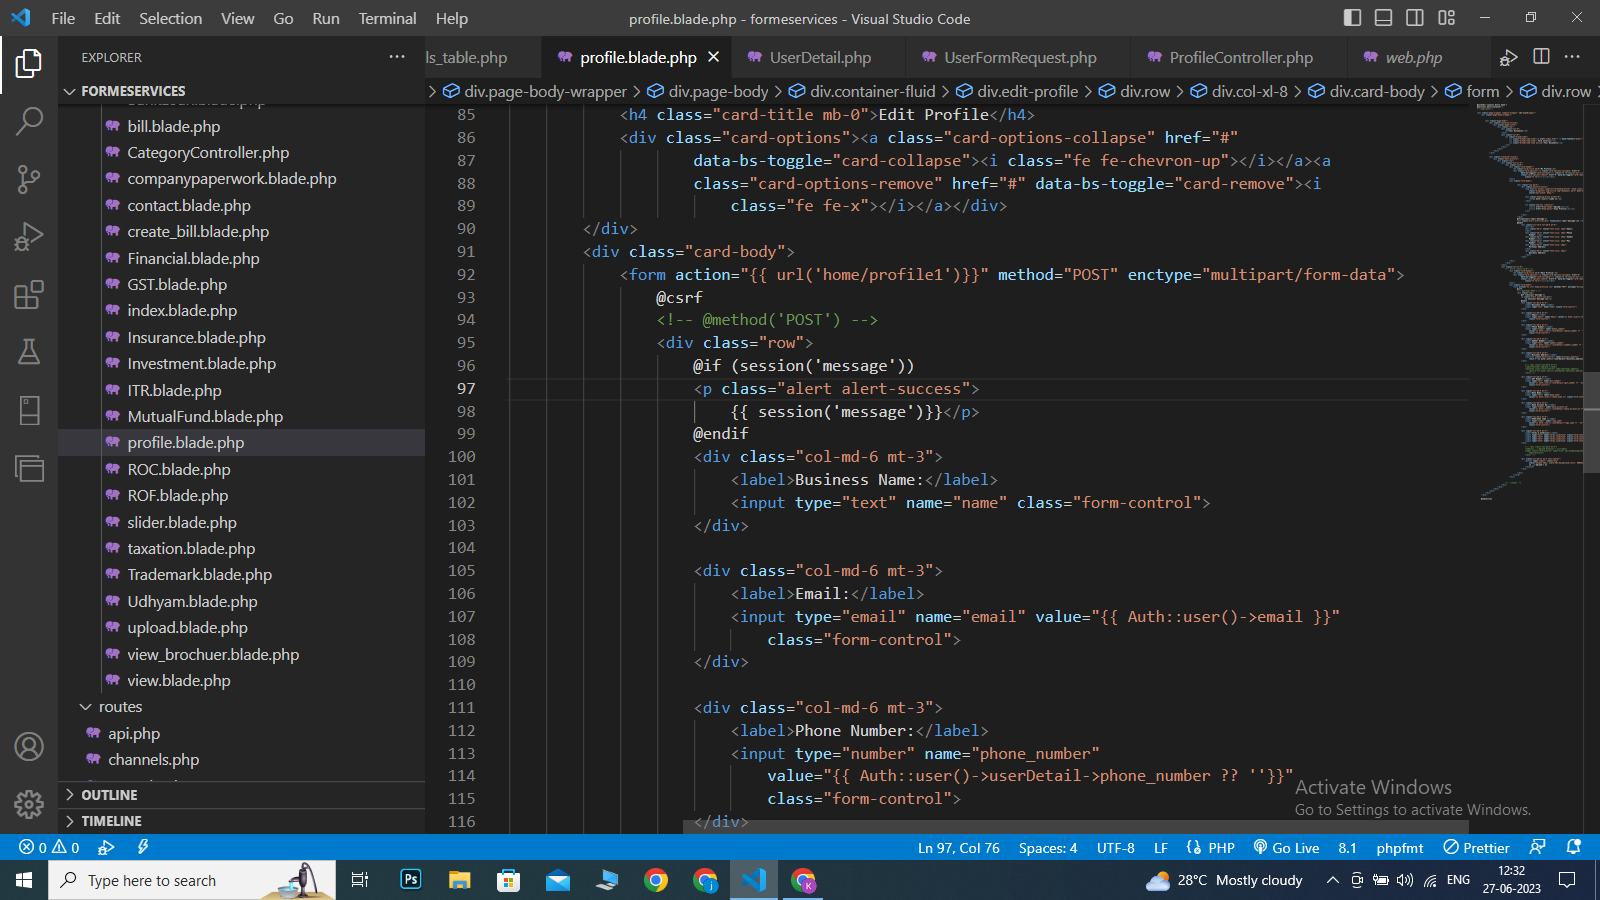 File Edit Selection View Go Run Terminal Help
profile.blade.php - formeservices - Visual Studio Code
EXPLORER
ls_table.php profile.blade.php UserDetail.php UserFormRequest.php ProfileController.php web.php
FORMESERVICES
div.page-body-wrapper > div.page-body > div.container-fluid > div.edit-profile > div.row > div.col-xl-8 > div.card-body > form > div.row
bill.blade.php
CategoryController.php
companypaperwork.blade.php
contact.blade.php
create_bill.blade.php
Financial.blade.php
GST.blade.php
index.blade.php
Insurance.blade.php
Investment.blade.php
ITR.blade.php
MutualFund.blade.php
profile.blade.php
ROC.blade.php
ROF.blade.php
slider.blade.php
taxation.blade.php
Trademark.blade.php
Udhyam.blade.php
upload.blade.php
view_brochuer.blade.php
view.blade.php
routes
api.php
channels.php
OUTLINE
TIMELINE
85 <h4 class="card-title mb-0">Edit Profile</h4>
86 <div class="card-options"><a class="card-options-collapse" href="#"
87 data-bs-toggle="card-collapse"><i class="fe fe-chevron-up"></i></a><a
88 class="card-options-remove" href="#" data-bs-toggle="card-remove"><i
89 class="fe fe-x"></i></a></div>
90 </div>
91 <div class="card-body">
92 <form action="{{ url('home/profile1')}}" method="POST" enctype="multipart/form-data">
93 @csrf
94 <!-- @method('POST') -->
95 <div class="row">
96 @if (session('message'))
97 <p class="alert alert-success">
98 {{ session('message')}}</p>
99 @endif
100 <div class="col-md-6 mt-3">
101 <label>Business Name:</label>
102 <input type="text" name="name" class="form-control">
103 </div>
104
105 <div class="col-md-6 mt-3">
106 <label>Email:</label>
107 <input type="email" name="email" value="{{ Auth::user()->email }}"
108 class="form-control">
109 </div>
110
111 <div class="col-md-6 mt-3">
112 <label>Phone Number:</label>
113 <input type="number" name="phone_number"
114 value="{{ Auth::user()->userDetail->phone_number ?? ''}}"
115 class="form-control">
116 </div>
Activate Windows
Go to Settings to activate Windows.
0 0 Ln 97, Col 76 Spaces: 4 UTF-8 LF PHP Go Live 8.1 phpfmt Prettier
Type here to search Ps j K 28°C Mostly cloudy ENG 12:32
27-06-2023